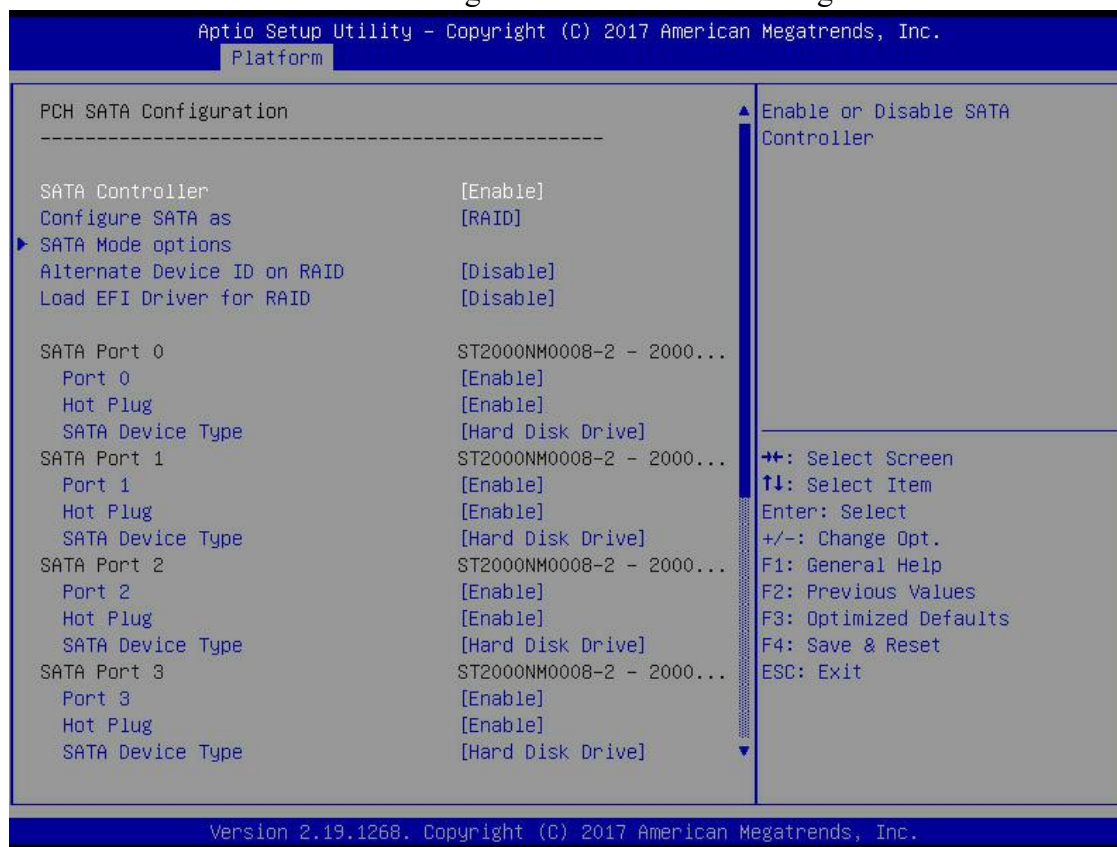 Aptio Setup Utility – Copyright (C) 2017 American Megatrends, Inc.
Platform
PCH SATA Configuration
--------------------------------------------------
SATA Controller [Enable]
Configure SATA as [RAID]
SATA Mode options
Alternate Device ID on RAID [Disable]
Load EFI Driver for RAID [Disable]
SATA Port 0 ST2000NM0008-2 - 2000...
Port 0 [Enable]
Hot Plug [Enable]
SATA Device Type [Hard Disk Drive]
SATA Port 1 ST2000NM0008-2 - 2000...
Port 1 [Enable]
Hot Plug [Enable]
SATA Device Type [Hard Disk Drive]
SATA Port 2 ST2000NM0008-2 - 2000...
Port 2 [Enable]
Hot Plug [Enable]
SATA Device Type [Hard Disk Drive]
SATA Port 3 ST2000NM0008-2 - 2000...
Port 3 [Enable]
Hot Plug [Enable]
SATA Device Type [Hard Disk Drive]
Enable or Disable SATA
Controller
→←: Select Screen
↑↓: Select Item
Enter: Select
+/-: Change Opt.
F1: General Help
F2: Previous Values
F3: Optimized Defaults
F4: Save & Reset
ESC: Exit
Version 2.19.1268. Copyright (C) 2017 American Megatrends, Inc.